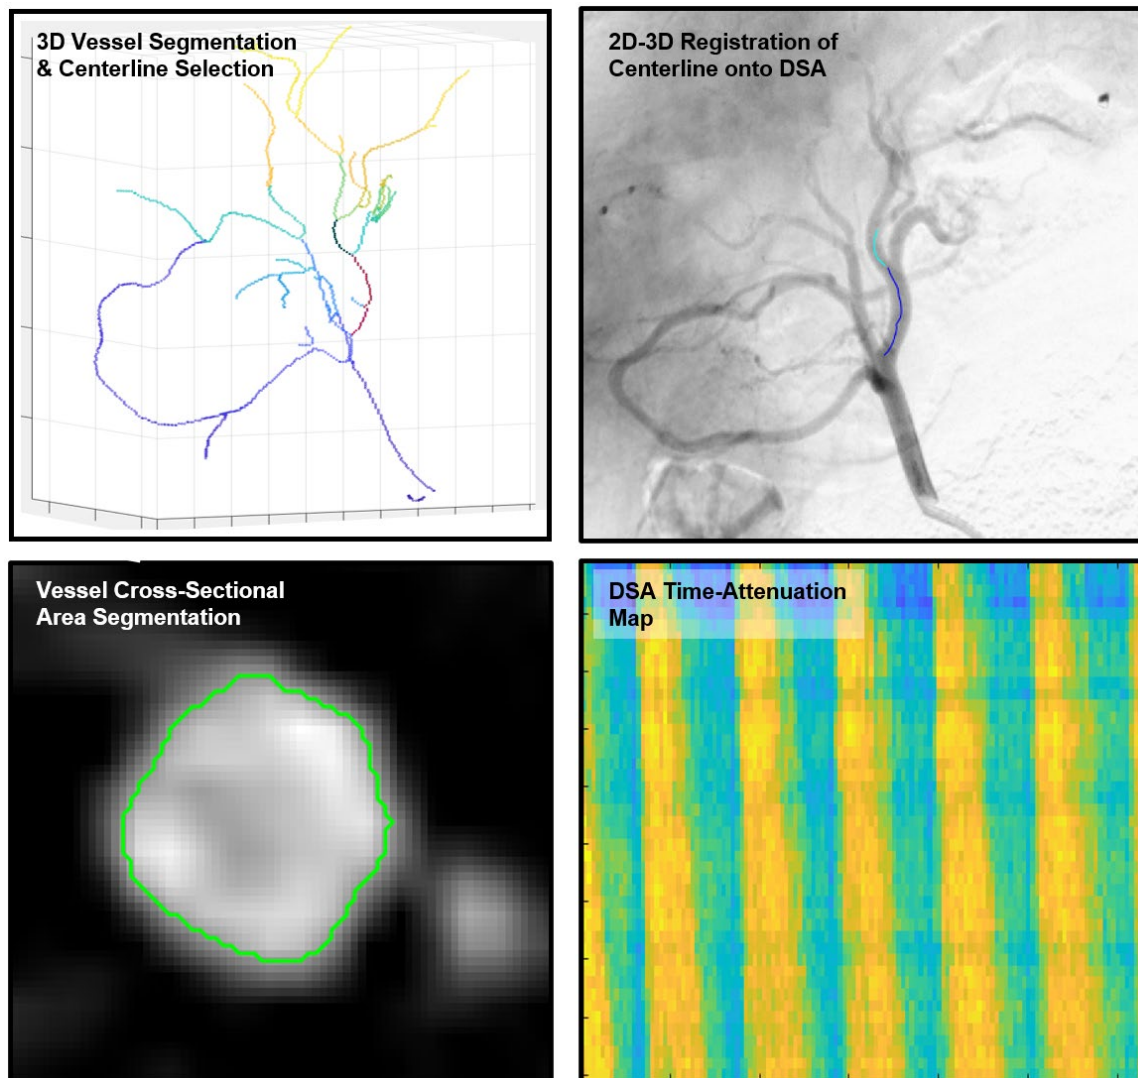 3D Vessel Segmentation
& Centerline Selection
2D-3D Registration of
Centerline onto DSA
Vessel Cross-Sectional
Area Segmentation
DSA Time-Attenuation
Map